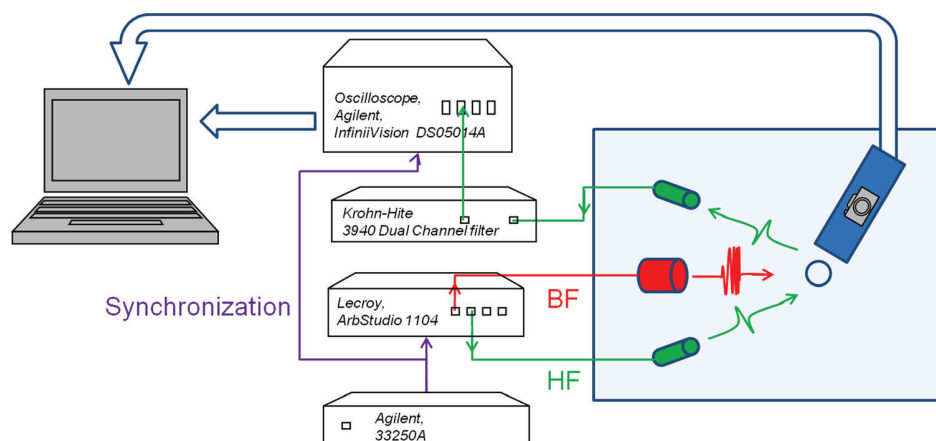 Oscilloscope,
Agilent,
InfiniiVision DS05014A
Krohn-Hite
3940 Dual Channel filter
Synchronization
Lecroy,
ArbStudio 1104
BF
HF
Agilent,
33250A